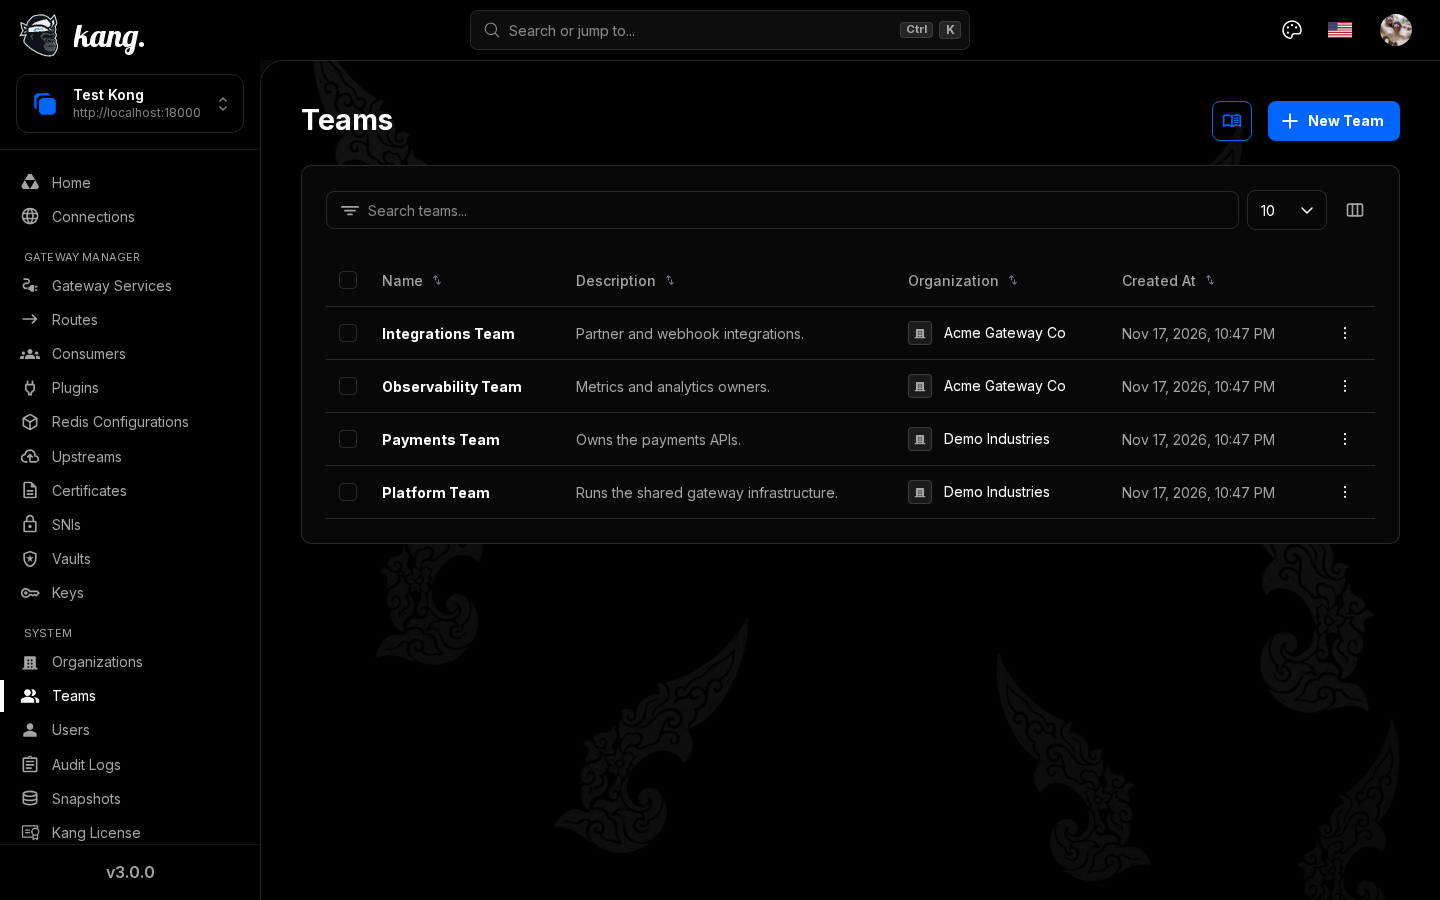 kang.
Search or jump to...
Ctrl K
Test Kong
http://localhost:18000
Home
Connections
GATEWAY MANAGER
Gateway Services
Routes
Consumers
Plugins
Redis Configurations
Upstreams
Certificates
SNIs
Vaults
Keys
SYSTEM
Organizations
Teams
Users
Audit Logs
Snapshots
Kang License
v3.0.0
Teams
New Team
Search teams...
10
Name Description Organization Created At
Integrations Team Partner and webhook integrations. Acme Gateway Co Nov 17, 2026, 10:47 PM
Observability Team Metrics and analytics owners. Acme Gateway Co Nov 17, 2026, 10:47 PM
Payments Team Owns the payments APIs. Demo Industries Nov 17, 2026, 10:47 PM
Platform Team Runs the shared gateway infrastructure. Demo Industries Nov 17, 2026, 10:47 PM